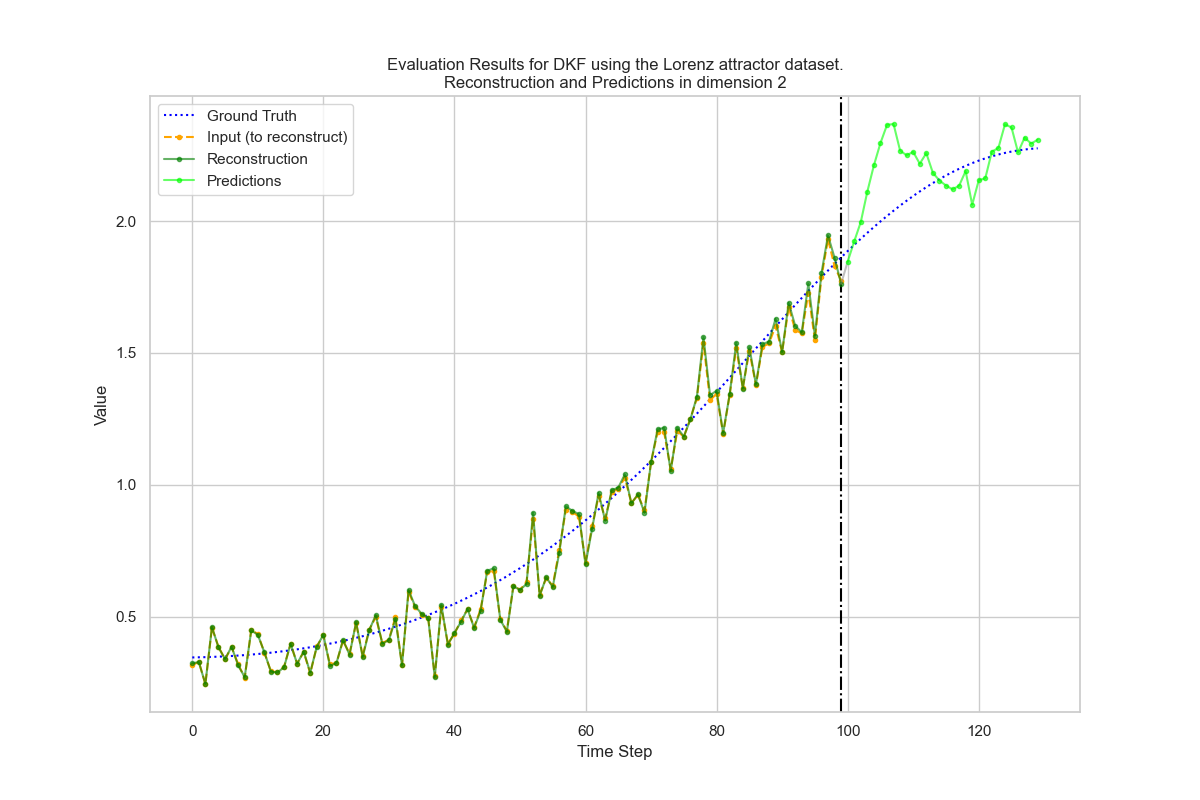 Evaluation Results for DKF using the Lorenz attractor dataset.
Reconstruction and Predictions in dimension 2
Ground Truth
Input (to reconstruct)
Reconstruction
Predictions
2.0
1.5
1.0
0.5
Value
0 20 40 60 80 100 120
Time Step